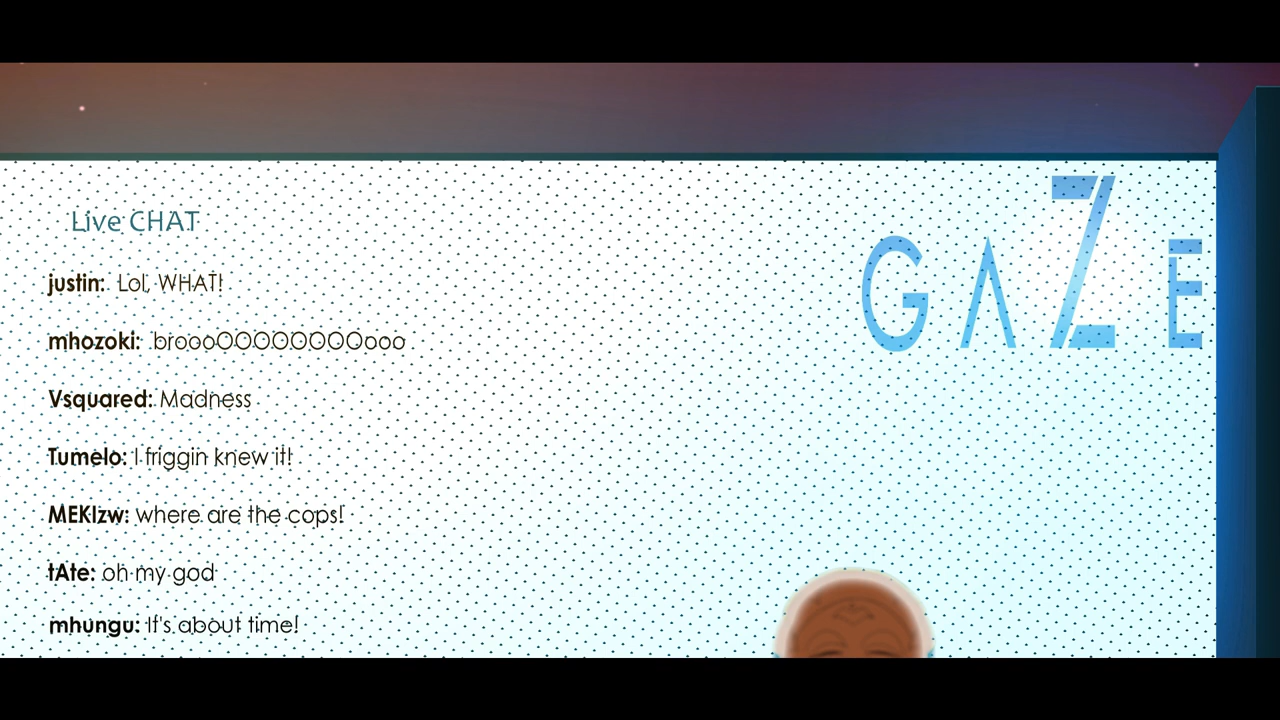 GAZE
Live CHAT
justin: Lol, WHAT!
mhozoki: broooOOOOOOOOOooo
Vsquared: Madness
Tumelo: I friggin knew it!
MEKIzw: where are the cops!
tAte: oh my god
mhungu: It's about time!